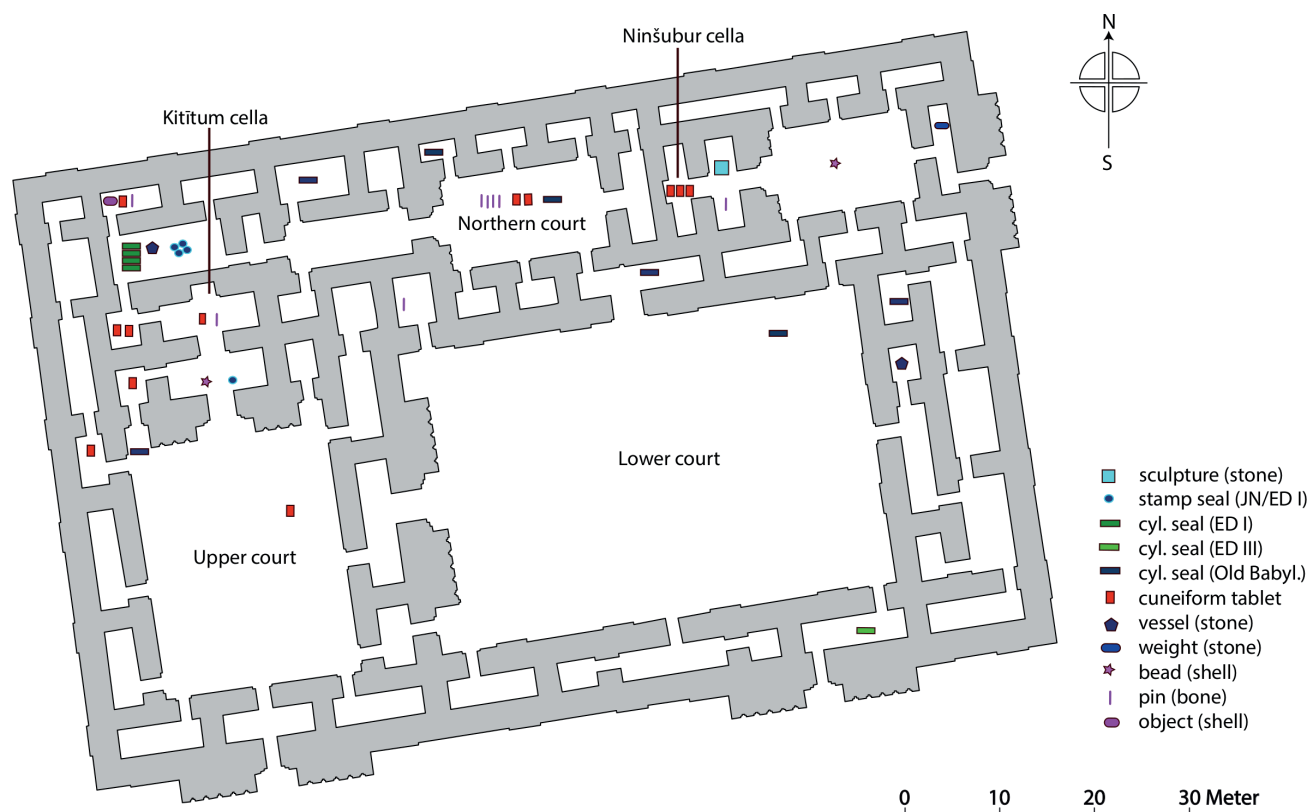 N
S
Ninšubur cella
Kitītum cella
Northern court
Lower court
Upper court
sculpture (stone)
stamp seal (JN/ED I)
cyl. seal (ED I)
cyl. seal (ED III)
cyl. seal (Old Babyl.)
cuneiform tablet
vessel (stone)
weight (stone)
bead (shell)
pin (bone)
object (shell)
0 10 20 30 Meter